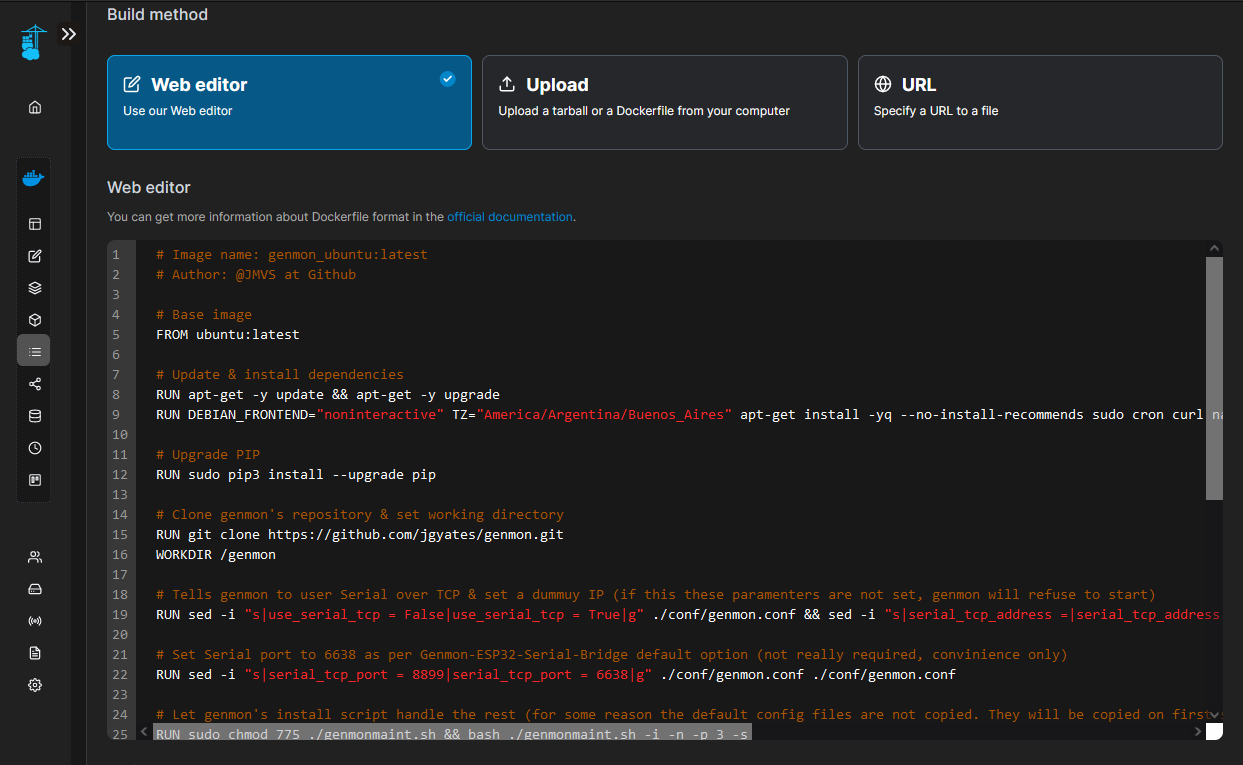 Build method
Web editor
Use our Web editor
Upload
Upload a tarball or a Dockerfile from your computer
URL
Specify a URL to a file
Web editor
You can get more information about Dockerfile format in the official documentation.
1 # Image name: genmon_ubuntu:latest
2 # Author: @JMVS at Github
3
4 # Base image
5 FROM ubuntu:latest
6
7 # Update & install dependencies
8 RUN apt-get -y update && apt-get -y upgrade
9 RUN DEBIAN_FRONTEND="noninteractive" TZ="America/Argentina/Buenos_Aires" apt-get install -yq --no-install-recommends sudo cron curl na
10
11 # Upgrade PIP
12 RUN sudo pip3 install --upgrade pip
13
14 # Clone genmon's repository & set working directory
15 RUN git clone https://github.com/jgyates/genmon.git
16 WORKDIR /genmon
17
18 # Tells genmon to user Serial over TCP & set a dummuy IP (if this these paramenters are not set, genmon will refuse to start)
19 RUN sed -i "s|use_serial_tcp = False|use_serial_tcp = True|g" ./conf/genmon.conf && sed -i "s|serial_tcp_address =|serial_tcp_address
20
21 # Set Serial port to 6638 as per Genmon-ESP32-Serial-Bridge default option (not really required, convinience only)
22 RUN sed -i "s|serial_tcp_port = 8899|serial_tcp_port = 6638|g" ./conf/genmon.conf ./conf/genmon.conf
23
24 # Let genmon's install script handle the rest (for some reason the default config files are not copied. They will be copied on first
25 RUN sudo chmod 775 ./genmonmaint.sh && bash ./genmonmaint.sh -i -n -p 3 -s